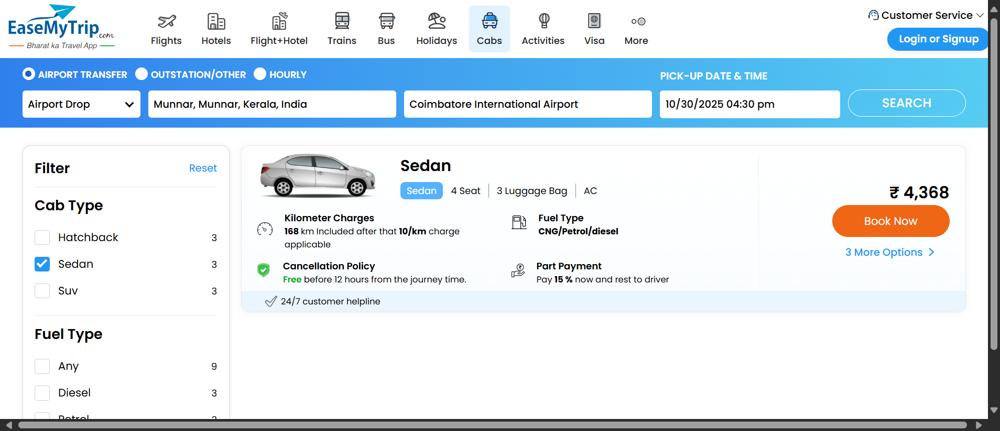 EaseMyTrip.com
Bharat ka Travel App
Flights
Hotels
Flight+Hotel
Trains
Bus
Holidays
Cabs
Activities
Visa
More
Customer Service
Login or Signup
AIRPORT TRANSFER
OUTSTATION/OTHER
HOURLY
PICK-UP DATE & TIME
Airport Drop
Munnar, Munnar, Kerala, India
Coimbatore International Airport
10/30/2025 04:30 pm
SEARCH
Filter
Reset
Cab Type
Hatchback 3
Sedan 3
Suv 3
Fuel Type
Any 9
Diesel 3
Petrol
Sedan
Sedan
4 Seat
3 Luggage Bag
AC
Kilometer Charges
168 km Included after that 10/km charge
applicable
Fuel Type
CNG/Petrol/diesel
Cancellation Policy
Free before 12 hours from the journey time.
Part Payment
Pay 15 % now and rest to driver
24/7 customer helpline
₹ 4,368
Book Now
3 More Options